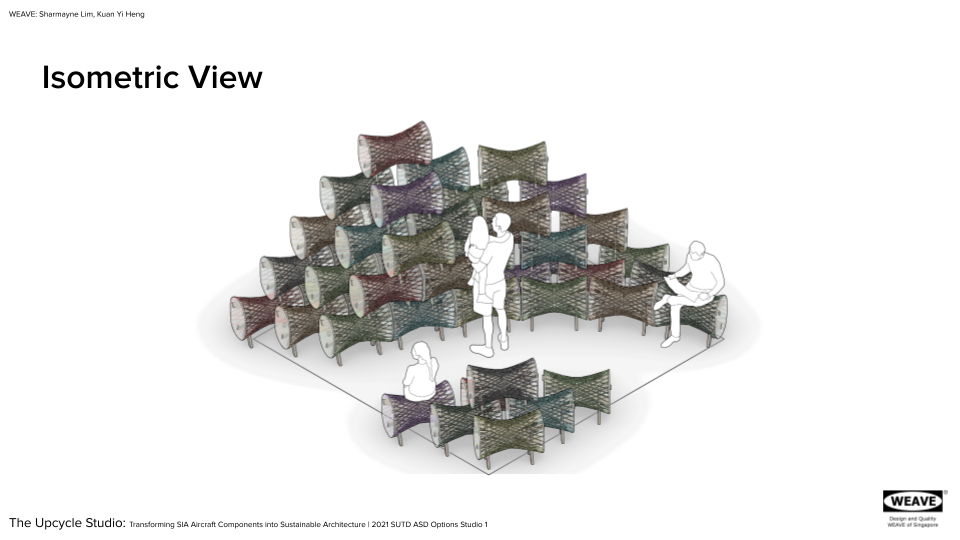 WEAVE: Sharmayne Lim, Kuan Yi Heng
Isometric View
The Upcycle Studio: Transforming SIA Aircraft Components into Sustainable Architecture | 2021 SUTD ASD Options Studio 1
WEAVE
®
Design and Quality
WEAVE of Singapore